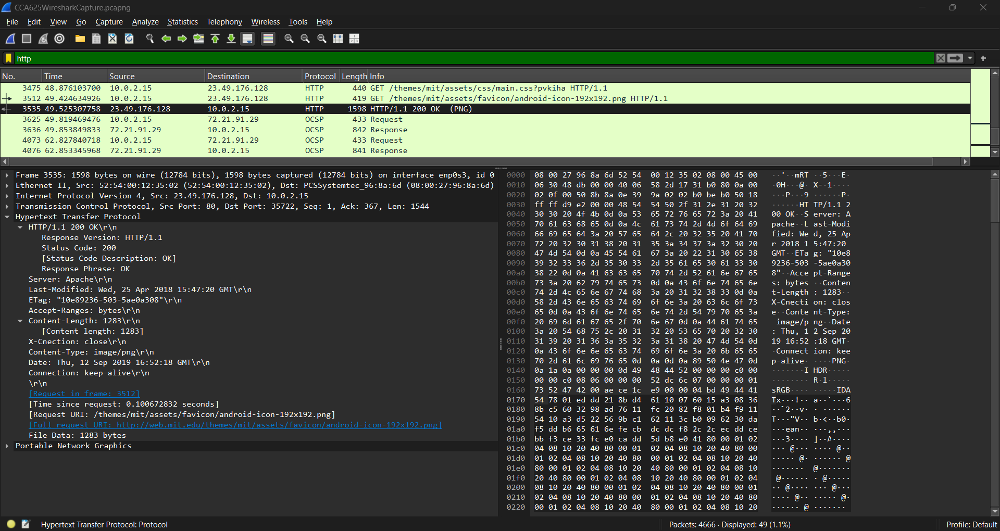 CCA625WiresharkCapture.pcapng
File Edit View Go Capture Analyze Statistics Telephony Wireless Tools Help
http
No. Time Source Destination Protocol Length Info
3475 48.876103700 10.0.2.15 23.49.176.128 HTTP 440 GET /themes/mit/assets/css/main.css?pvkiha HTTP/1.1
3512 49.424634926 10.0.2.15 23.49.176.128 HTTP 419 GET /themes/mit/assets/favicon/android-icon-192x192.png HTTP/1.1
3535 49.525307758 23.49.176.128 10.0.2.15 HTTP 1598 HTTP/1.1 200 OK (PNG)
3625 49.819469476 10.0.2.15 72.21.91.29 OCSP 433 Request
3636 49.853849833 72.21.91.29 10.0.2.15 OCSP 842 Response
4073 62.827840718 10.0.2.15 72.21.91.29 OCSP 433 Request
4076 62.853345968 72.21.91.29 10.0.2.15 OCSP 841 Response
Frame 3535: 1598 bytes on wire (12784 bits), 1598 bytes captured (12784 bits) on interface enp0s3, id 0
Ethernet II, Src: 52:54:00:12:35:02 (52:54:00:12:35:02), Dst: PCSSystemtec_96:8a:6d (08:00:27:96:8a:6d)
Internet Protocol Version 4, Src: 23.49.176.128, Dst: 10.0.2.15
Transmission Control Protocol, Src Port: 80, Dst Port: 35722, Seq: 1, Ack: 367, Len: 1544
Hypertext Transfer Protocol
HTTP/1.1 200 OK\r\n
Response Version: HTTP/1.1
Status Code: 200
[Status Code Description: OK]
Response Phrase: OK
Server: Apache\r\n
Last-Modified: Wed, 25 Apr 2018 15:47:20 GMT\r\n
ETag: "10e89236-503-5ae0a308"\r\n
Accept-Ranges: bytes\r\n
Content-Length: 1283\r\n
[Content length: 1283]
X-Cnection: close\r\n
Content-Type: image/png\r\n
Date: Thu, 12 Sep 2019 16:52:18 GMT\r\n
Connection: keep-alive\r\n
\r\n
[Request in frame: 3512]
[Time since request: 0.100672832 seconds]
[Request URI: /themes/mit/assets/favicon/android-icon-192x192.png]
[Full request URI: http://web.mit.edu/themes/mit/assets/favicon/android-icon-192x192.png]
File Data: 1283 bytes
Portable Network Graphics
0000 08 00 27 96 8a 6d 52 54 00 12 35 02 08 00 45 00 ··'··mRT ··5···E·
0010 06 30 48 db 00 00 40 06 58 2d 17 31 b0 80 0a 00 ·0H···@· X-·1····
0020 02 0f 00 50 8b 8a 0e 39 9a 02 02 b0 be b0 50 18 ···P···9 ······P·
0030 ff ff d9 e2 00 00 48 54 54 50 2f 31 2e 31 20 32 ······HT TP/1.1 2
0040 30 30 20 4f 4b 0d 0a 53 65 72 76 65 72 3a 20 41 00 OK··S erver: A
0050 70 61 63 68 65 0d 0a 4c 61 73 74 2d 4d 6f 64 69 pache··L ast-Modi
0060 66 69 65 64 3a 20 57 65 64 2c 20 32 35 20 41 70 fied: We d, 25 Ap
0070 72 20 32 30 31 38 20 31 35 3a 34 37 3a 32 30 20 r 2018 1 5:47:20
0080 47 4d 54 0d 0a 45 54 61 67 3a 20 22 31 30 65 38 GMT··ETa g: "10e8
0090 39 32 33 36 2d 35 30 33 2d 35 61 65 30 61 33 30 9236-503 -5ae0a30
00a0 38 22 0d 0a 41 63 63 65 70 74 2d 52 61 6e 67 65 8"··Acce pt-Range
00b0 73 3a 20 62 79 74 65 73 0d 0a 43 6f 6e 74 65 6e s: bytes ··Conten
00c0 74 2d 4c 65 6e 67 74 68 3a 20 31 32 38 33 0d 0a t-Length : 1283··
00d0 58 2d 43 6e 65 63 74 69 6f 6e 3a 20 63 6c 6f 73 X-Cnecti on: clos
00e0 65 0d 0a 43 6f 6e 74 65 6e 74 2d 54 79 70 65 3a e··Conte nt-Type:
00f0 20 69 6d 61 67 65 2f 70 6e 67 0d 0a 44 61 74 65 image/p ng··Date
0100 3a 20 54 68 75 2c 20 31 32 20 53 65 70 20 32 30 : Thu, 1 2 Sep 20
0110 31 39 20 31 36 3a 35 32 3a 31 38 20 47 4d 54 0d 19 16:52 :18 GMT·
0120 0a 43 6f 6e 6e 65 63 74 69 6f 6e 3a 20 6b 65 65 ·Connect ion: kee
0130 70 2d 61 6c 69 76 65 0d 0a 0d 0a 89 50 4e 47 0d p-alive· ····PNG·
0140 0a 1a 0a 00 00 00 0d 49 48 44 52 00 00 00 c0 00 ·······I HDR·····
0150 00 00 c0 08 06 00 00 00 52 dc 6c 07 00 00 00 01 ········ R·l·····
0160 73 52 47 42 00 ae ce 1c e9 00 00 04 bd 49 44 41 sRGB···· ·····IDA
0170 54 78 01 ed dd 21 8b d4 61 10 07 60 15 a3 08 36 Tx···!·· a··`···6
0180 8b c5 60 32 98 ad 76 11 fc 20 82 f8 01 b4 f9 11 ··`2··v· · ······
0190 54 10 a3 d5 22 56 9b c1 62 11 3c b0 09 62 30 da T···"V·· b·<··b0·
01a0 f5 dd b6 65 61 6e fe cb dc dc f8 2c 2c ec dd ce ···ean·· ···,,···
01b0 bb f3 ce 33 fc e0 ca dd 5d b8 e0 41 80 00 01 02 ···3···· ]··A····
01c0 04 08 10 20 40 80 00 01 02 04 08 10 20 40 80 00 ··· @··· ···· @··
01d0 01 02 04 08 10 20 40 80 00 01 02 04 08 10 20 40 ····· @· ······ @
01e0 80 00 01 02 04 08 10 20 40 80 00 01 02 04 08 10 ······· @·······
01f0 20 40 80 00 01 02 04 08 10 20 40 80 00 01 02 04 @······ · @·····
0200 08 10 20 40 80 00 01 02 04 08 10 20 40 80 00 01 ·· @···· ··· @···
0210 02 04 08 10 20 40 80 00 01 02 04 08 10 20 40 80 ···· @·· ····· @·
0220 00 01 02 04 08 10 20 40 80 00 01 02 04 08 10 20 ······ @ ·······
Hypertext Transfer Protocol: Protocol
Packets: 4666 · Displayed: 49 (1.1%)
Profile: Default